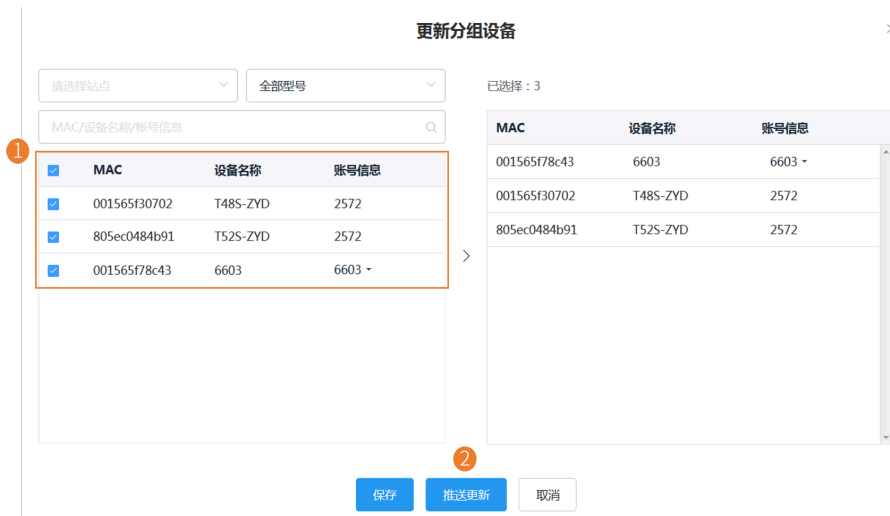 更新分组设备
请选择站点 全部型号
MAC/设备名称/帐号信息
1
MAC 设备名称 账号信息
001565f30702 T48S-ZYD 2572
805ec0484b91 T52S-ZYD 2572
001565f78c43 6603 6603
已选择：3
MAC 设备名称 账号信息
001565f78c43 6603 6603
001565f30702 T48S-ZYD 2572
805ec0484b91 T52S-ZYD 2572
2
保存 推送更新 取消